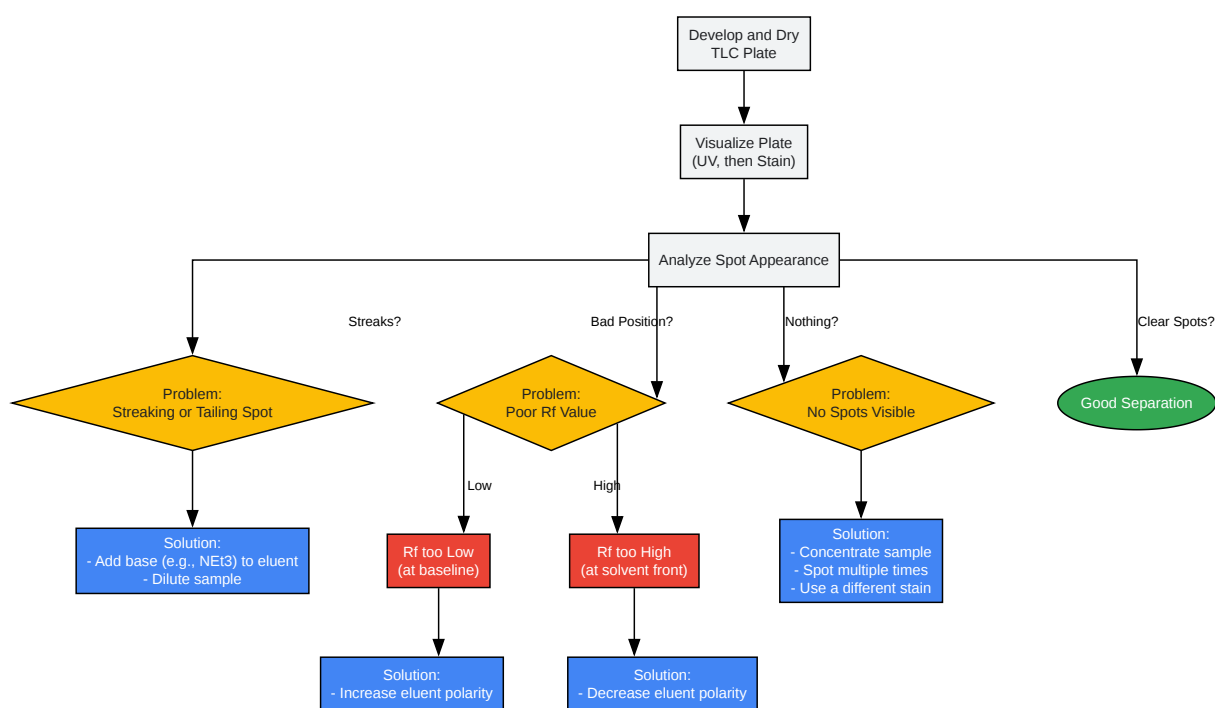 Develop and Dry
TLC Plate
Visualize Plate
(UV, then Stain)
Analyze Spot Appearance
Streaks?
Bad Position?
Nothing?
Clear Spots?
Problem:
Streaking or Tailing Spot
Problem:
Poor Rf Value
Problem:
No Spots Visible
Good Separation
Low
High
Solution:
- Add base (e.g., NEt3) to eluent
- Dilute sample
Rf too Low
(at baseline)
Rf too High
(at solvent front)
Solution:
- Concentrate sample
- Spot multiple times
- Use a different stain
Solution:
- Increase eluent polarity
Solution:
- Decrease eluent polarity